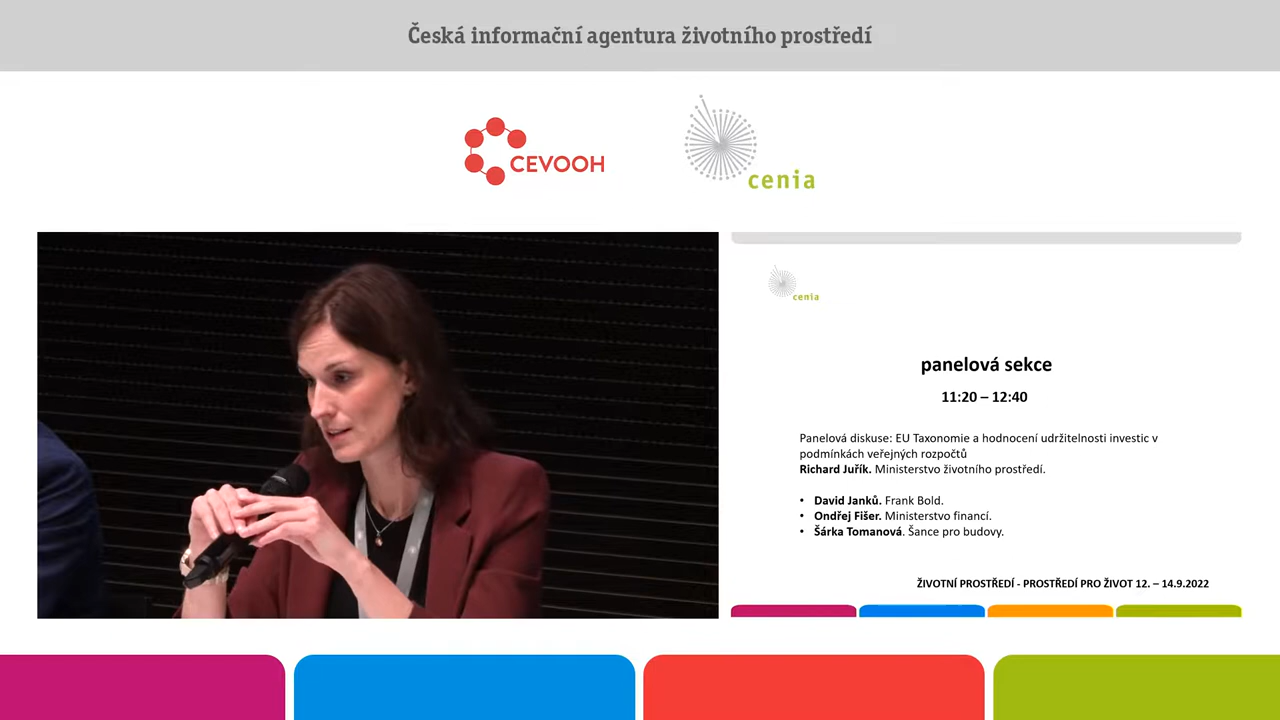 Česká informační agentura životního prostředí
CEVOOH
cenia
cenia
panelová sekce
11:20 – 12:40
Panelová diskuse: EU Taxonomie a hodnocení udržitelnosti investic v
podmínkách veřejných rozpočtů
Richard Juřík. Ministerstvo životního prostředí.
• David Janků. Frank Bold.
• Ondřej Fišer. Ministerstvo financí.
• Šárka Tomanová. Šance pro budovy.
ŽIVOTNÍ PROSTŘEDÍ - PROSTŘEDÍ PRO ŽIVOT 12. – 14.9.2022